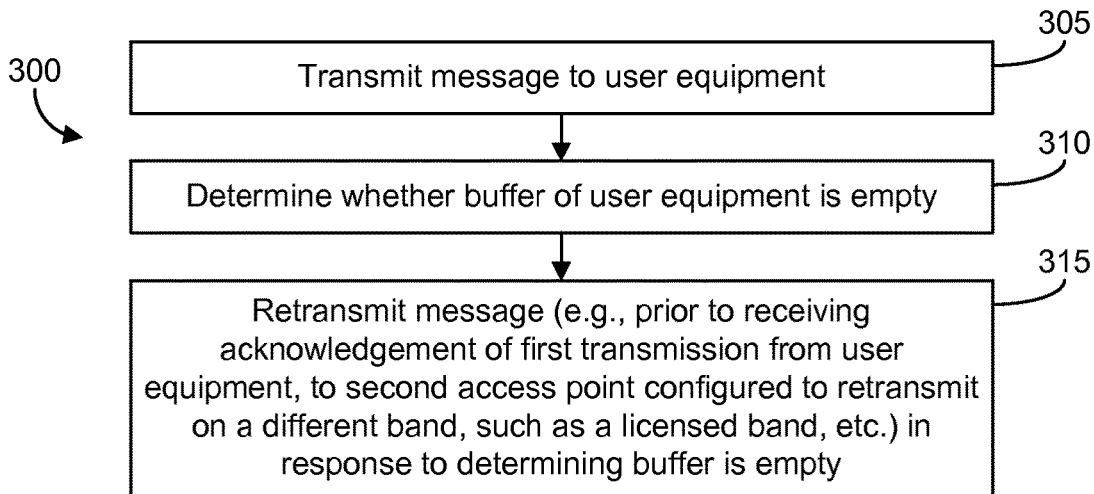 305
300
Transmit message to user equipment
310
Determine whether buffer of user equipment is empty
315
Retransmit message (e.g., prior to receiving
acknowledgement of first transmission from user
equipment, to second access point configured to retransmit
on a different band, such as a licensed band, etc.) in
response to determining buffer is empty